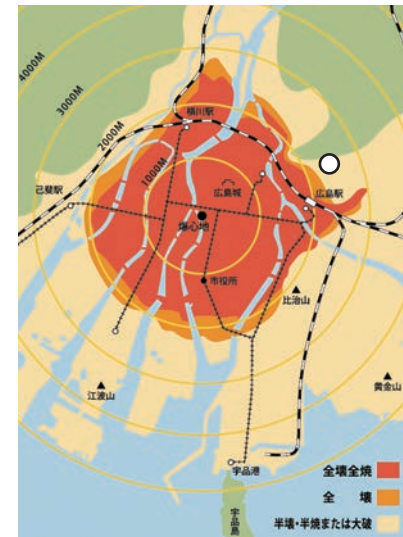 4000M
3000M
2000M
1000M
横川駅
己斐駅
広島城
広島駅
爆心地
市役所
比治山
江波山
黄金山
宇品港
宇品島
全壊全焼
全 壊
半壊・半焼または大破